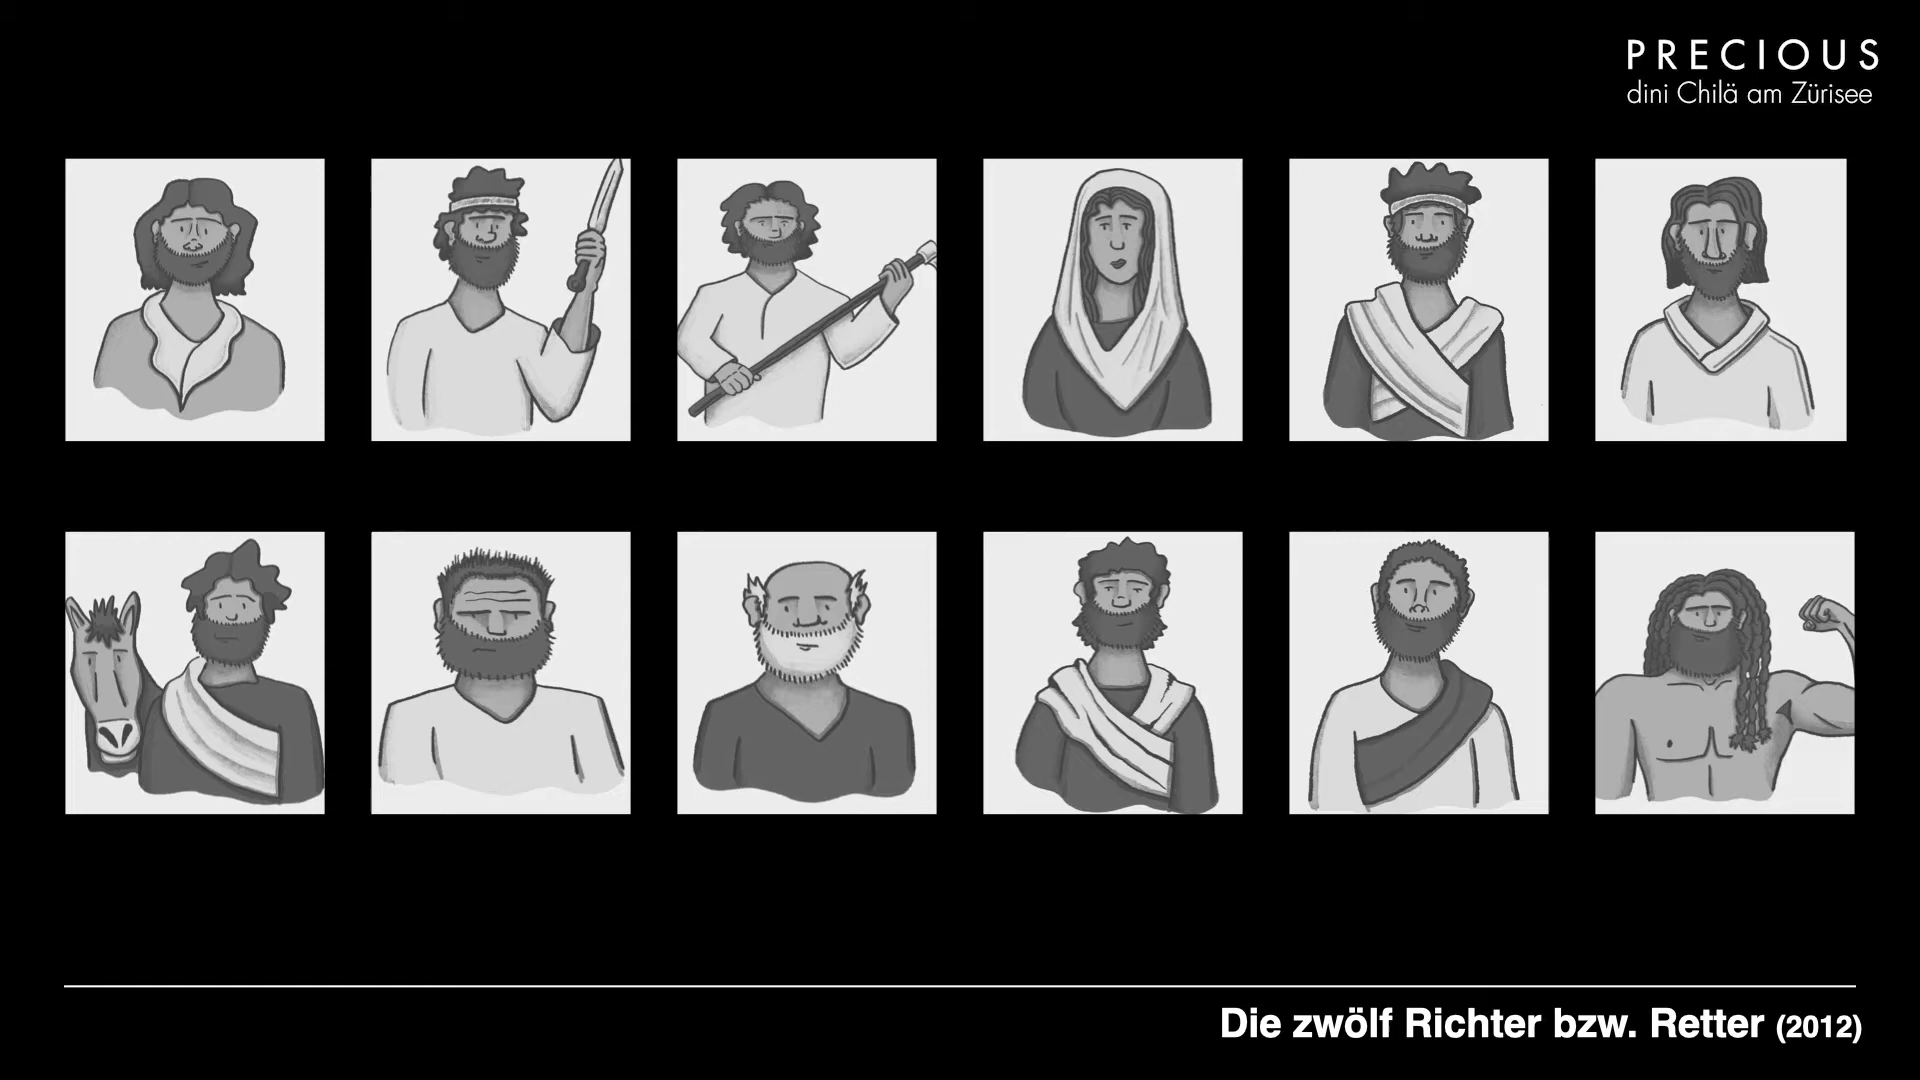 PRECIOUS
dini Chilä am Zürisee
Die zwölf Richter bzw. Retter (2012)